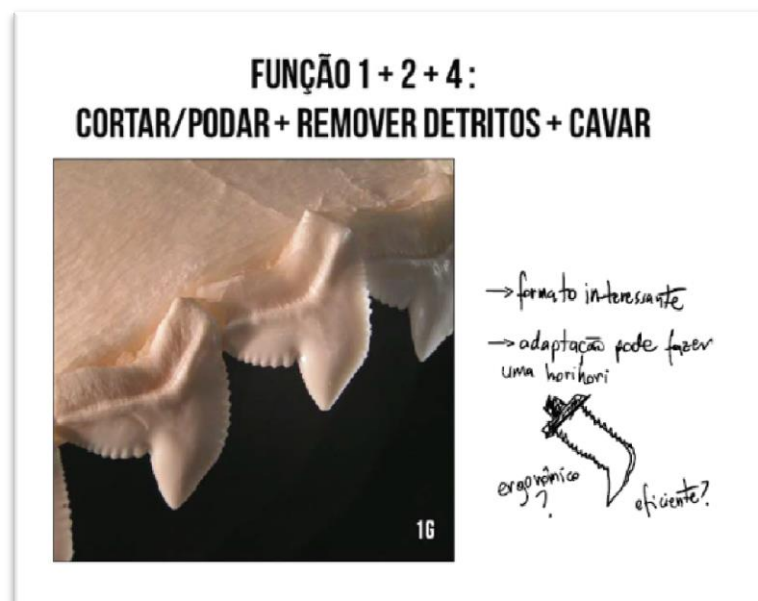 FUNÇÃO 1 + 2 + 4 :
CORTAR/PODAR + REMOVER DETRITOS + CAVAR
→ formato interessante
→ adaptação pode fazer
uma horihori
ergonômico
?
eficiente?
1G